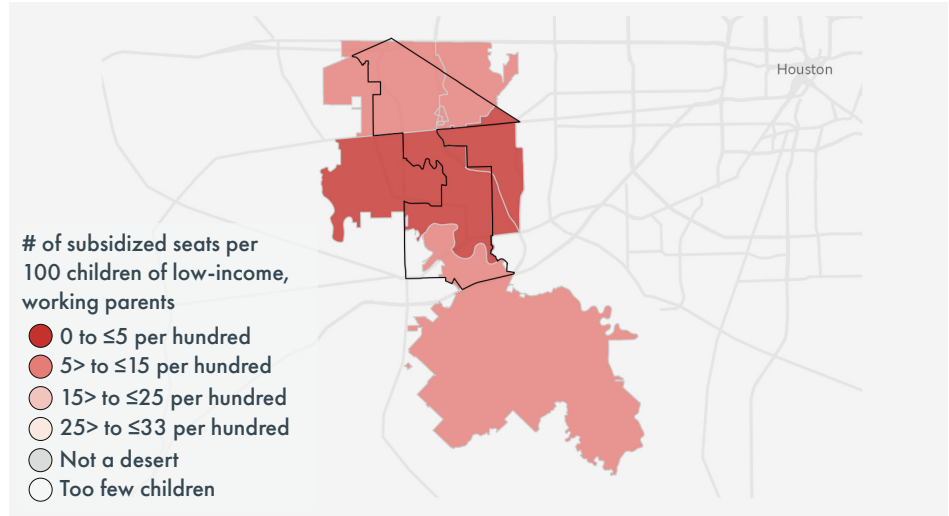 Houston
# of subsidized seats per
100 children of low-income,
working parents
0 to ≤5 per hundred
5> to ≤15 per hundred
15> to ≤25 per hundred
25> to ≤33 per hundred
Not a desert
Too few children